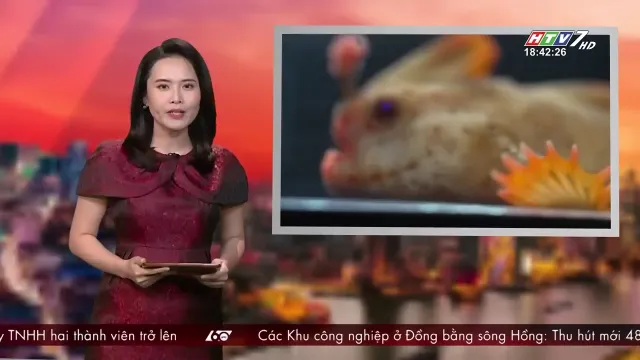 HTV7 HD
18:42:26
y TNHH hai thành viên trở lên 60 Các Khu công nghiệp ở Đồng bằng sông Hồng: Thu hút mới 48